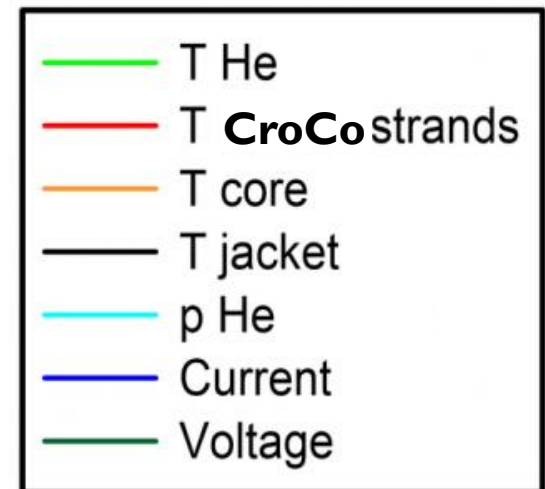 T He
T CroCo strands
T core
T jacket
p He
Current
Voltage